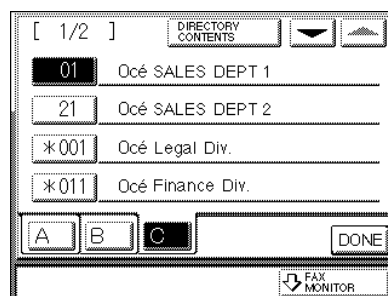 [ 1/2 ] DIRECTORY CONTENTS
01 Océ SALES DEPT 1
21 Océ SALES DEPT 2
*001 Océ Legal Div.
*011 Océ Finance Div.
A B C DONE
FAX MONITOR